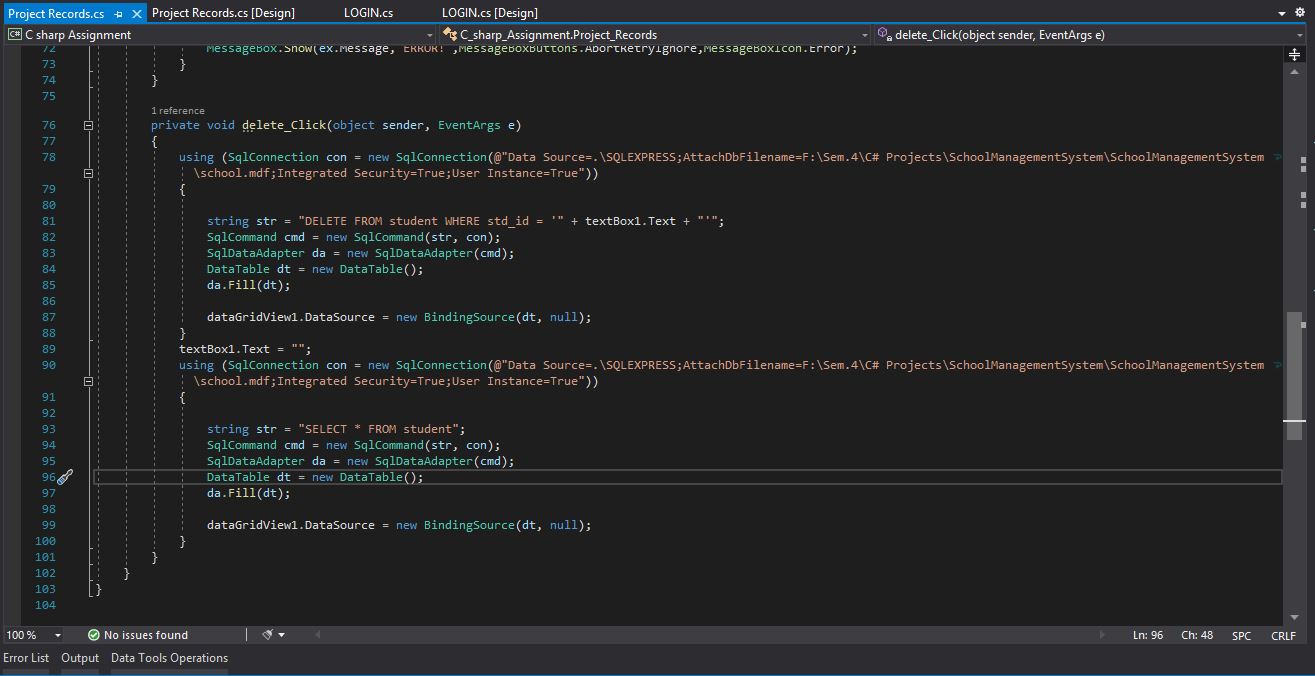 Project Records.cs Project Records.cs [Design] LOGIN.cs LOGIN.cs [Design]
C# C sharp Assignment C_sharp_Assignment.Project_Records delete_Click(object sender, EventArgs e)
72 MessageBox.Show(ex.Message, "ERROR!",MessageBoxButtons.AbortRetryIgnore,MessageBoxIcon.Error);
73 }
74 }
75
1 reference
76 private void delete_Click(object sender, EventArgs e)
77 {
78 using (SqlConnection con = new SqlConnection(@"Data Source=.\SQLEXPRESS;AttachDbFilename=F:\Sem.4\C# Projects\SchoolManagementSystem\SchoolManagementSystem
\school.mdf;Integrated Security=True;User Instance=True"))
79 {
80
81 string str = "DELETE FROM student WHERE std_id = '" + textBox1.Text + "'";
82 SqlCommand cmd = new SqlCommand(str, con);
83 SqlDataAdapter da = new SqlDataAdapter(cmd);
84 DataTable dt = new DataTable();
85 da.Fill(dt);
86
87 dataGridView1.DataSource = new BindingSource(dt, null);
88 }
89 textBox1.Text = "";
90 using (SqlConnection con = new SqlConnection(@"Data Source=.\SQLEXPRESS;AttachDbFilename=F:\Sem.4\C# Projects\SchoolManagementSystem\SchoolManagementSystem
\school.mdf;Integrated Security=True;User Instance=True"))
91 {
92
93 string str = "SELECT * FROM student";
94 SqlCommand cmd = new SqlCommand(str, con);
95 SqlDataAdapter da = new SqlDataAdapter(cmd);
96 DataTable dt = new DataTable();
97 da.Fill(dt);
98
99 dataGridView1.DataSource = new BindingSource(dt, null);
100 }
101 }
102 }
103 }
104
100 % No issues found Ln: 96 Ch: 48 SPC CRLF
Error List Output Data Tools Operations